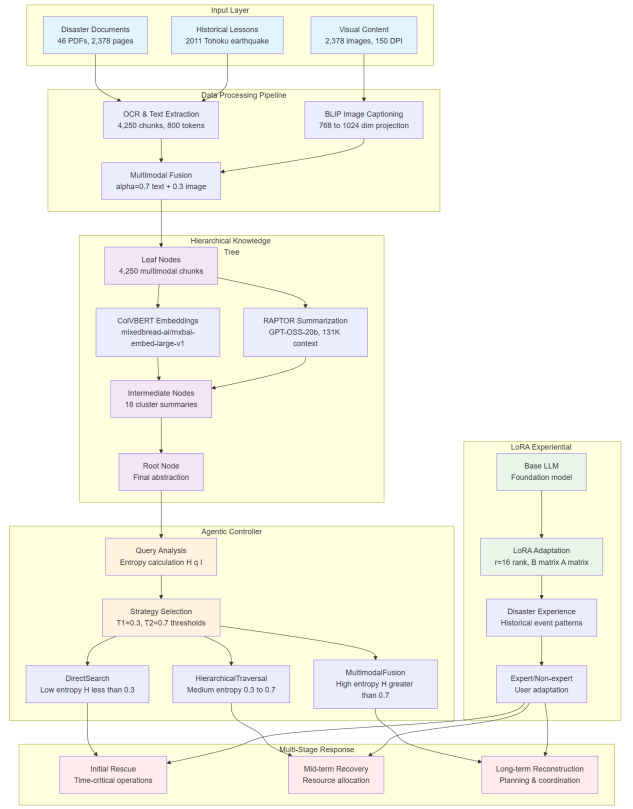 Input Layer
Disaster Documents
46 PDFs, 2,378 pages
Historical Lessons
2011 Tohoku earthquake
Visual Content
2,378 images, 150 DPI
Data Processing Pipeline
OCR & Text Extraction
4,250 chunks, 800 tokens
BLIP Image Captioning
768 to 1024 dim projection
Multimodal Fusion
alpha=0.7 text + 0.3 image
Hierarchical Knowledge
Tree
Leaf Nodes
4,250 multimodal chunks
ColVBERT Embeddings
mixedbread-ai/mxbai-
embed-large-v1
RAPTOR Summarization
GPT-OSS-20b, 131K
context
Intermediate Nodes
18 cluster summaries
Root Node
Final abstraction
LoRA Experiential
Base LLM
Foundation model
LoRA Adaptation
r=16 rank, B matrix A matrix
Disaster Experience
Historical event patterns
Expert/Non-expert
User adaptation
Agentic Controller
Query Analysis
Entropy calculation H q l
Strategy Selection
T1=0.3, T2=0.7 thresholds
DirectSearch
Low entropy H less than 0.3
HierarchicalTraversal
Medium entropy 0.3 to 0.7
MultimodalFusion
High entropy H greater
than 0.7
Multi-Stage Response
Initial Rescue
Time-critical operations
Mid-term Recovery
Resource allocation
Long-term Reconstruction
Planning & coordination